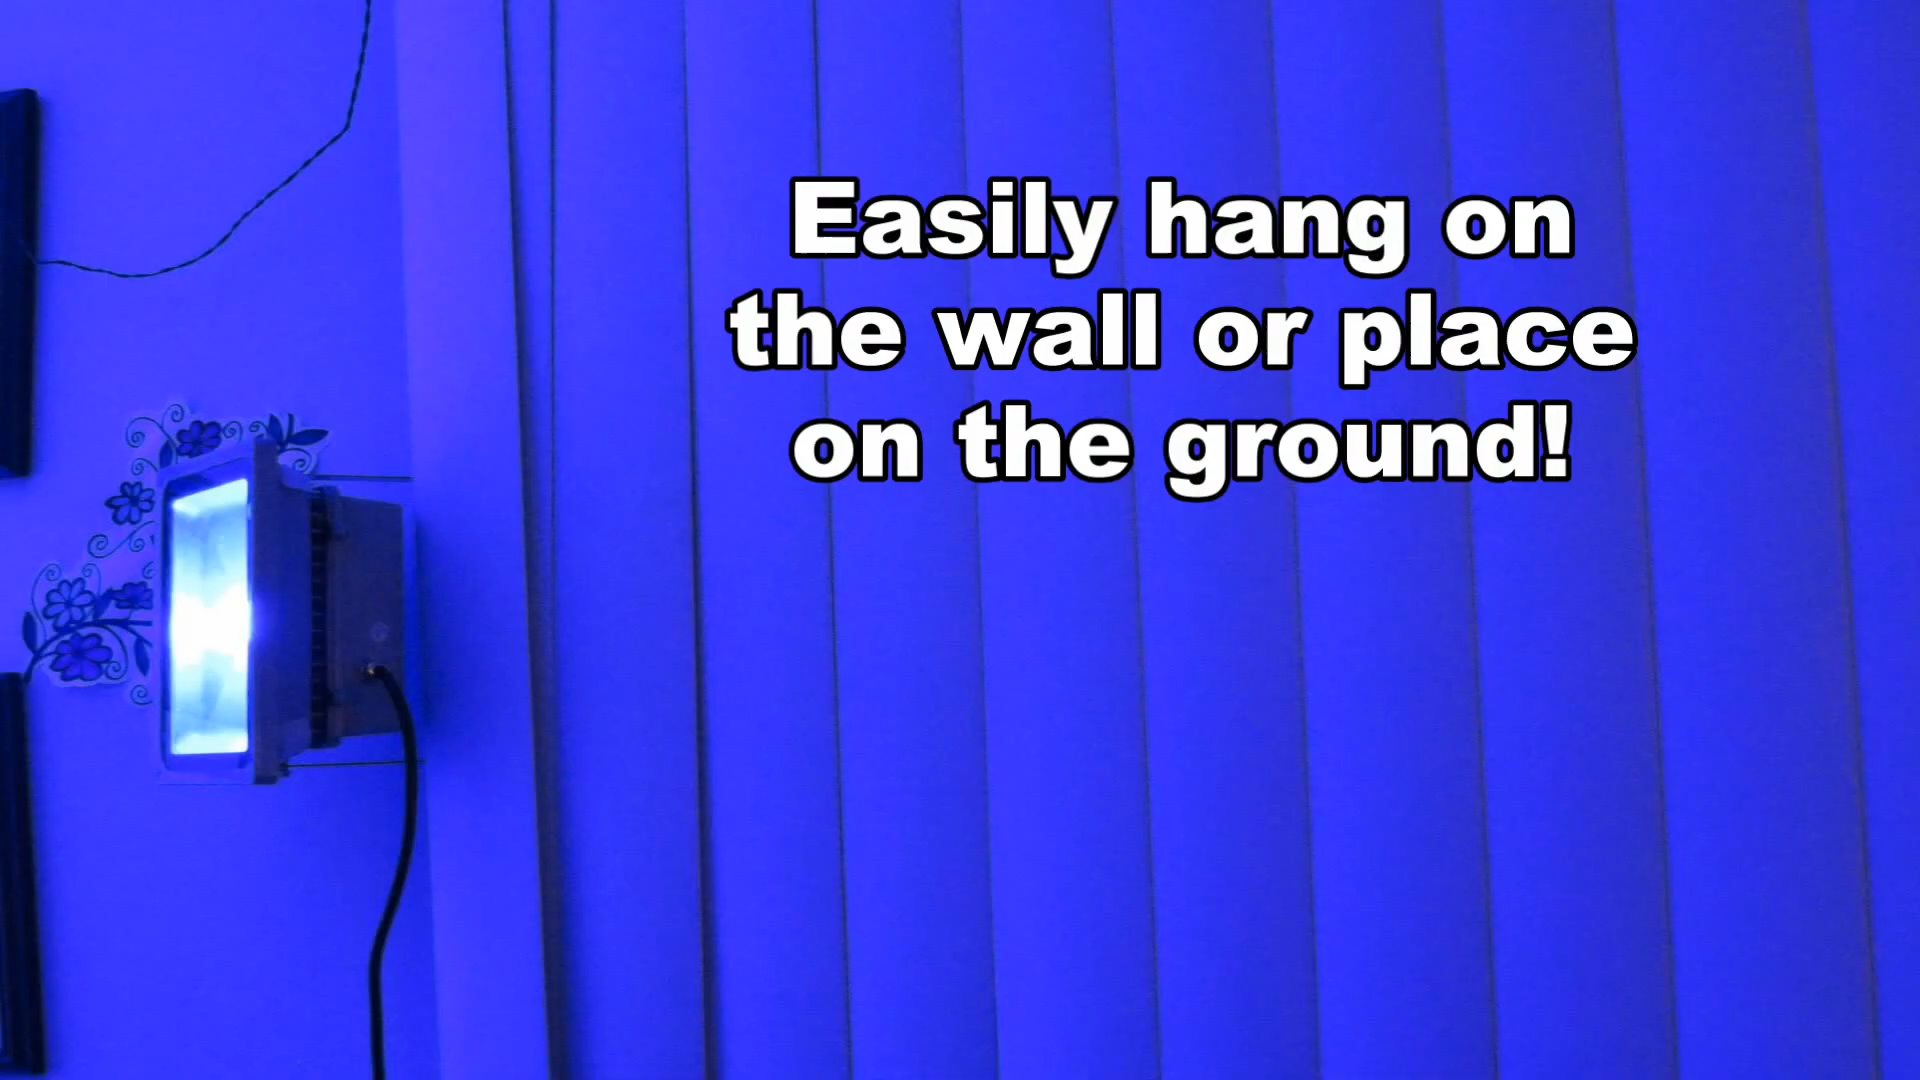 Easily hang on
the wall or place
on the ground!